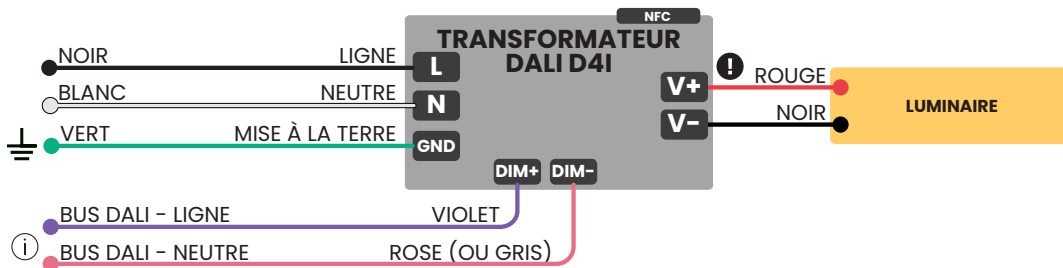 NFC
TRANSFORMATEUR
DALI D4I
NOIR LIGNE L
BLANC NEUTRE N
VERT MISE À LA TERRE GND
! ROUGE V+
NOIR V-
LUMINAIRE
DIM+ DIM-
BUS DALI - LIGNE VIOLET
i BUS DALI - NEUTRE ROSE (OU GRIS)